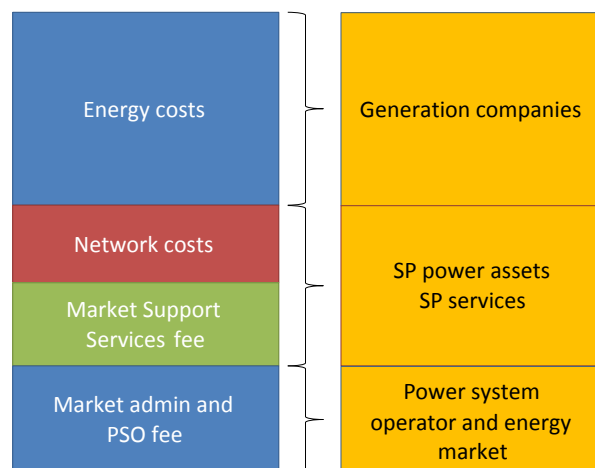 Energy costs
Generation companies
Network costs
SP power assets
SP services
Market Support
Services fee
Market admin and
PSO fee
Power system
operator and energy
market